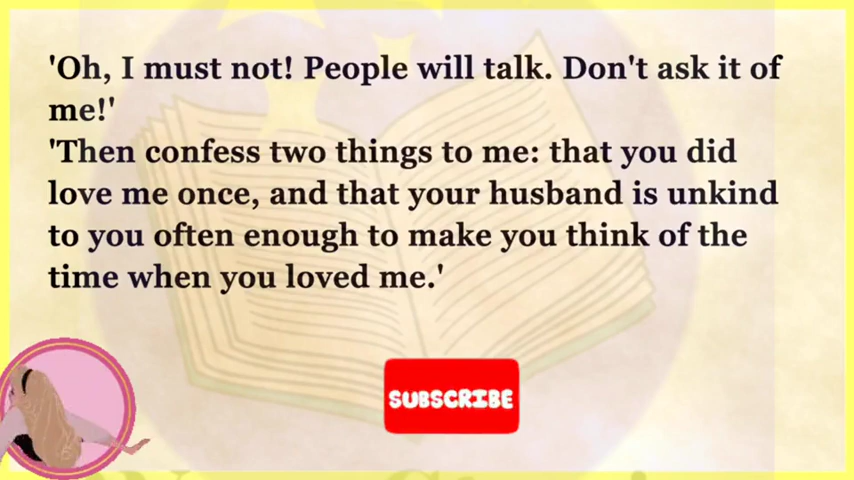 'Oh, I must not! People will talk. Don't ask it of
me!'
'Then confess two things to me: that you did
love me once, and that your husband is unkind
to you often enough to make you think of the
time when you loved me.'
SUBSCRIBE